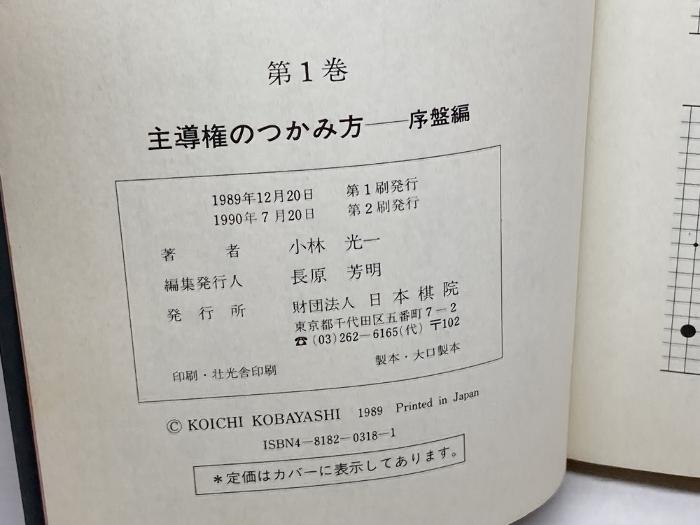 第1巻
主導権のつかみ方——序盤編
1989年12月20日 第1刷発行
1990年7月20日 第2刷発行
著者 小林 光一
編集発行人 長原 芳明
発行所 財団法人 日本棋院
東京都千代田区五番町7-2
☎(03)262-6165(代) 〒102
印刷・壮光舎印刷 製本・大口製本
© KOICHI KOBAYASHI 1989 Printed in Japan
ISBN4-8182-0318-1
*定価はカバーに表示してあります。